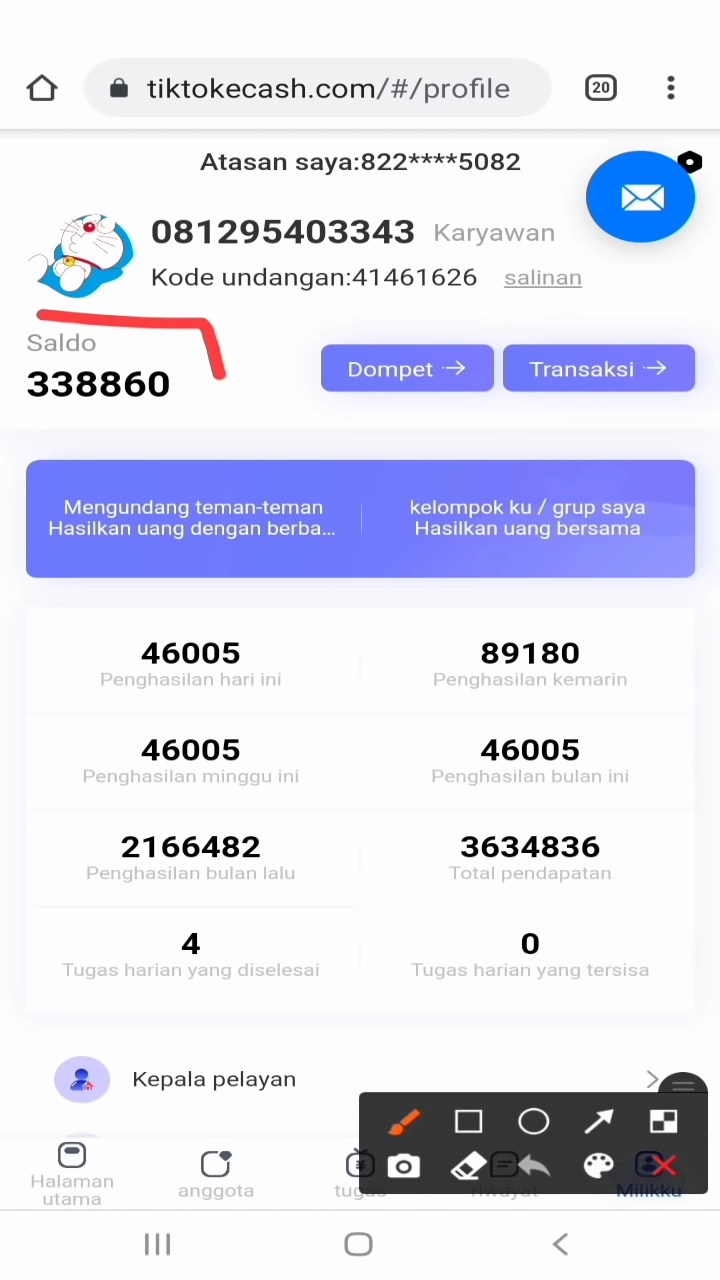 tiktokecash.com/#/profile
20
Atasan saya:822****5082
081295403343 Karyawan
Kode undangan:41461626 salinan
Saldo
338860
Dompet
Transaksi
Mengundang teman-teman
Hasilkan uang dengan berba...
kelompok ku / grup saya
Hasilkan uang bersama
46005
Penghasilan hari ini
89180
Penghasilan kemarin
46005
Penghasilan minggu ini
46005
Penghasilan bulan ini
2166482
Penghasilan bulan lalu
3634836
Total pendapatan
4
Tugas harian yang diselesai
0
Tugas harian yang tersisa
Kepala pelayan
Halaman
utama
anggota
tugas
riwayat
Milikku